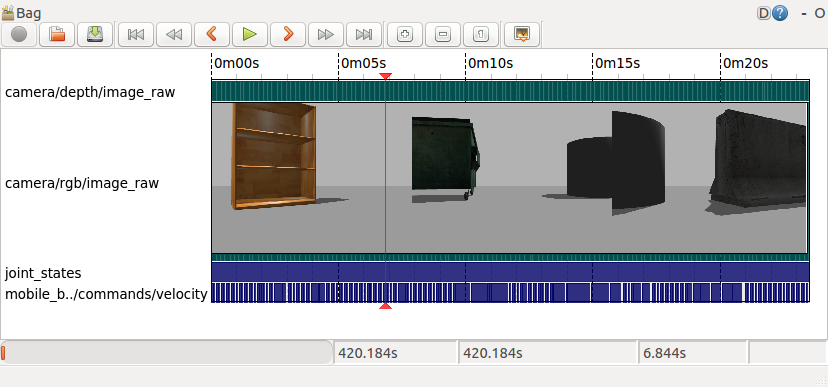 Bag
D ? - O
0m00s 0m05s 0m10s 0m15s 0m20s
camera/depth/image_raw
camera/rgb/image_raw
joint_states
mobile_b../commands/velocity
420.184s 420.184s 6.844s